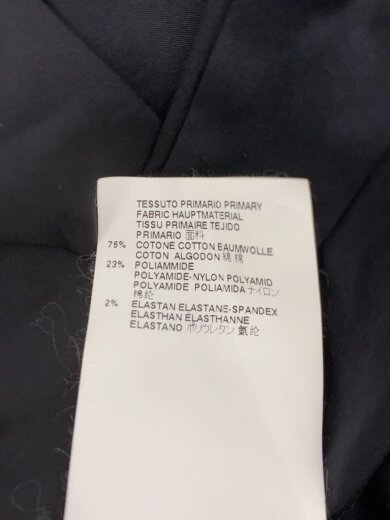 TESSUTO PRIMARIO PRIMARY
FABRIC HAUPTMATERIAL
TISSU PRIMAIRE TEJIDO
PRIMARIO 面料
75% COTONE COTTON BAUMWOLLE
COTON ALGODON 綿 棉
23% POLIAMMIDE
POLYAMIDE-NYLON POLYAMID
POLYAMIDE POLIAMIDA ナイロン
锦纶
2% ELASTAN ELASTANE-SPANDEX
ELASTHAN ELASTHANNE
ELASTANO ポリウレタン 氨纶